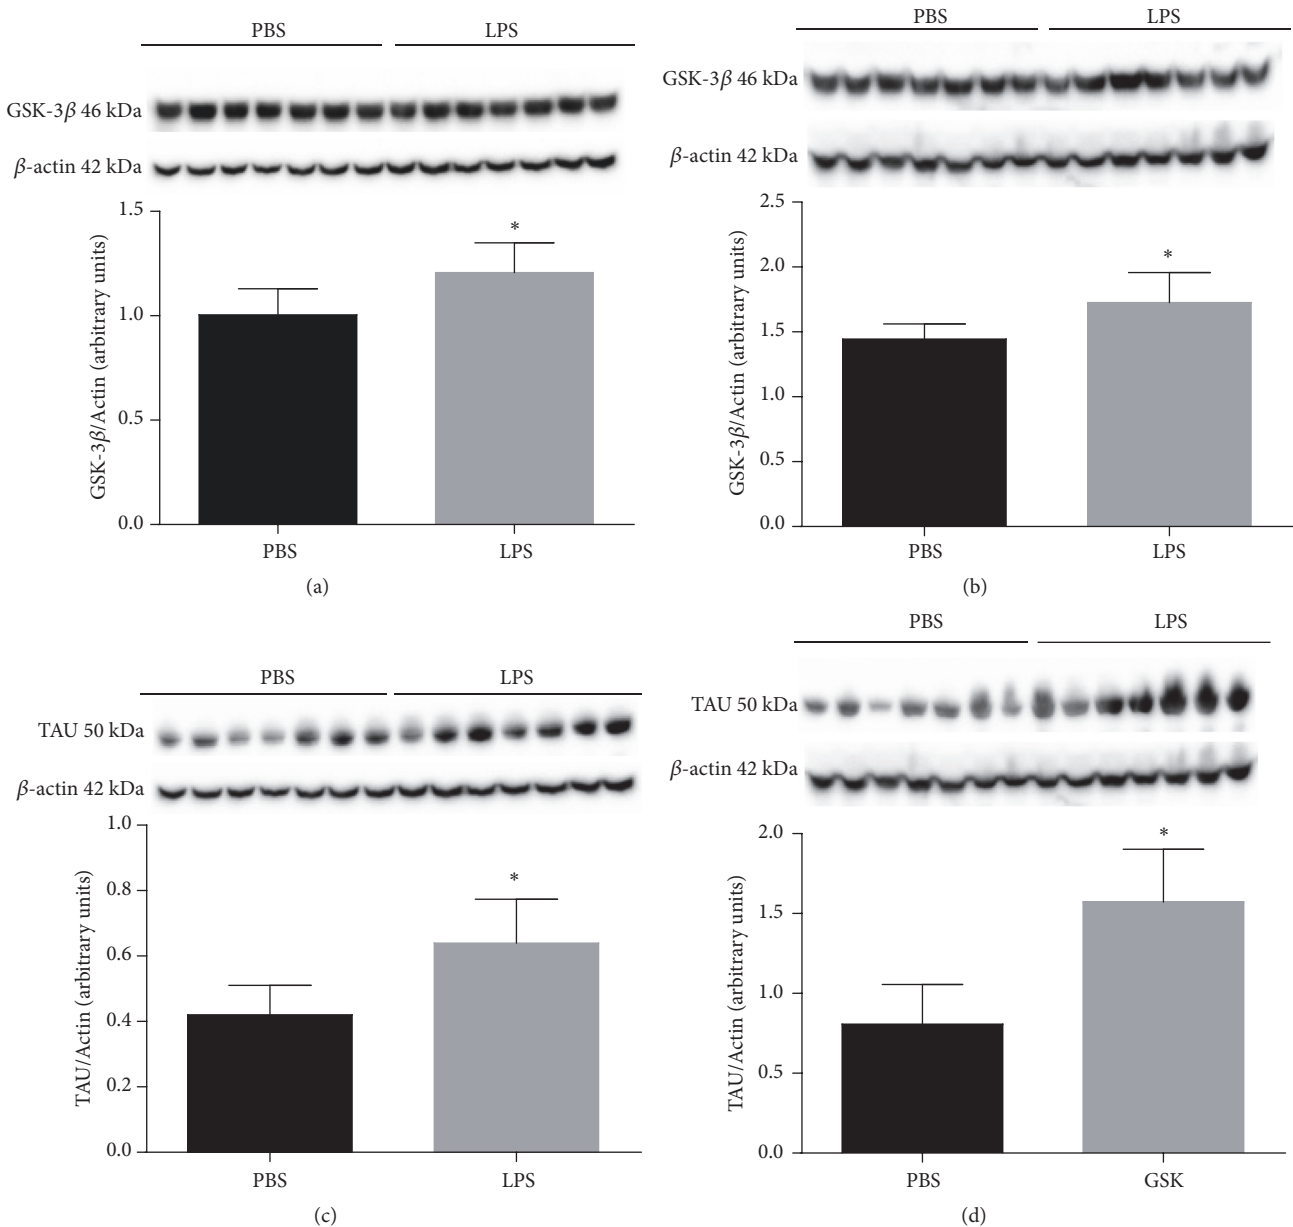 PBS LPS
GSK-3β 46 kDa
β-actin 42 kDa
1.5
1.0
0.5
0.0
GSK-3β/Actin (arbitrary units)
*
PBS LPS
(a)
PBS LPS
GSK-3β 46 kDa
β-actin 42 kDa
2.5
2.0
1.5
1.0
0.5
0.0
GSK-3β/Actin (arbitrary units)
*
PBS LPS
(b)
PBS LPS
TAU 50 kDa
β-actin 42 kDa
1.0
0.8
0.6
0.4
0.2
0.0
TAU/Actin (arbitrary units)
*
PBS LPS
(c)
PBS LPS
TAU 50 kDa
β-actin 42 kDa
2.0
1.5
1.0
0.5
0.0
TAU/Actin (arbitrary units)
*
PBS GSK
(d)